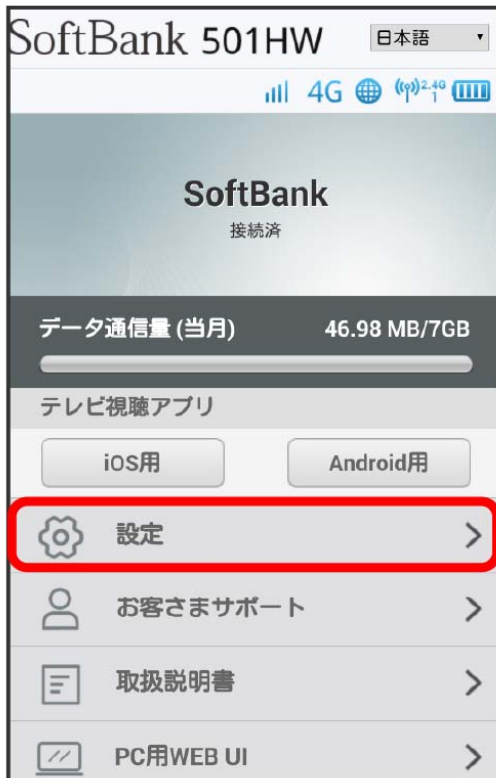 SoftBank 501HW 日本語
4G 2.4G 1
SoftBank
接続済
データ通信量 (当月) 46.98 MB/7GB
テレビ視聴アプリ
iOS用 Android用
設定
お客さまサポート
取扱説明書
PC用WEB UI